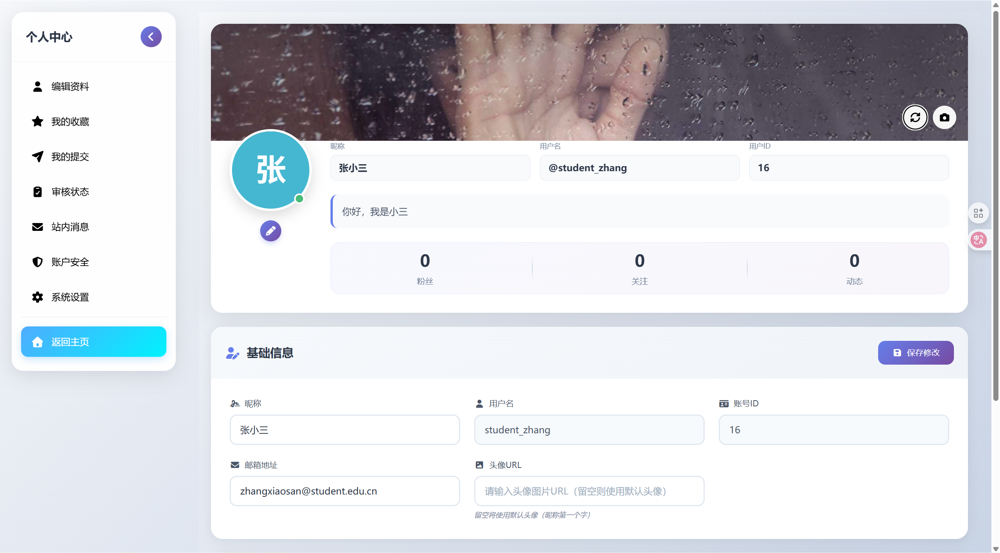 个人中心
编辑资料
我的收藏
我的提交
审核状态
站内消息
账户安全
系统设置
返回主页
张
昵称
张小三
用户名
@student_zhang
用户ID
16
你好，我是小三
0
粉丝
0
关注
0
动态
基础信息
保存修改
昵称
张小三
用户名
student_zhang
账号ID
16
邮箱地址
zhangxiaosan@student.edu.cn
头像URL
请输入头像图片URL（留空则使用默认头像）
留空将使用默认头像（昵称第一个字）
中A